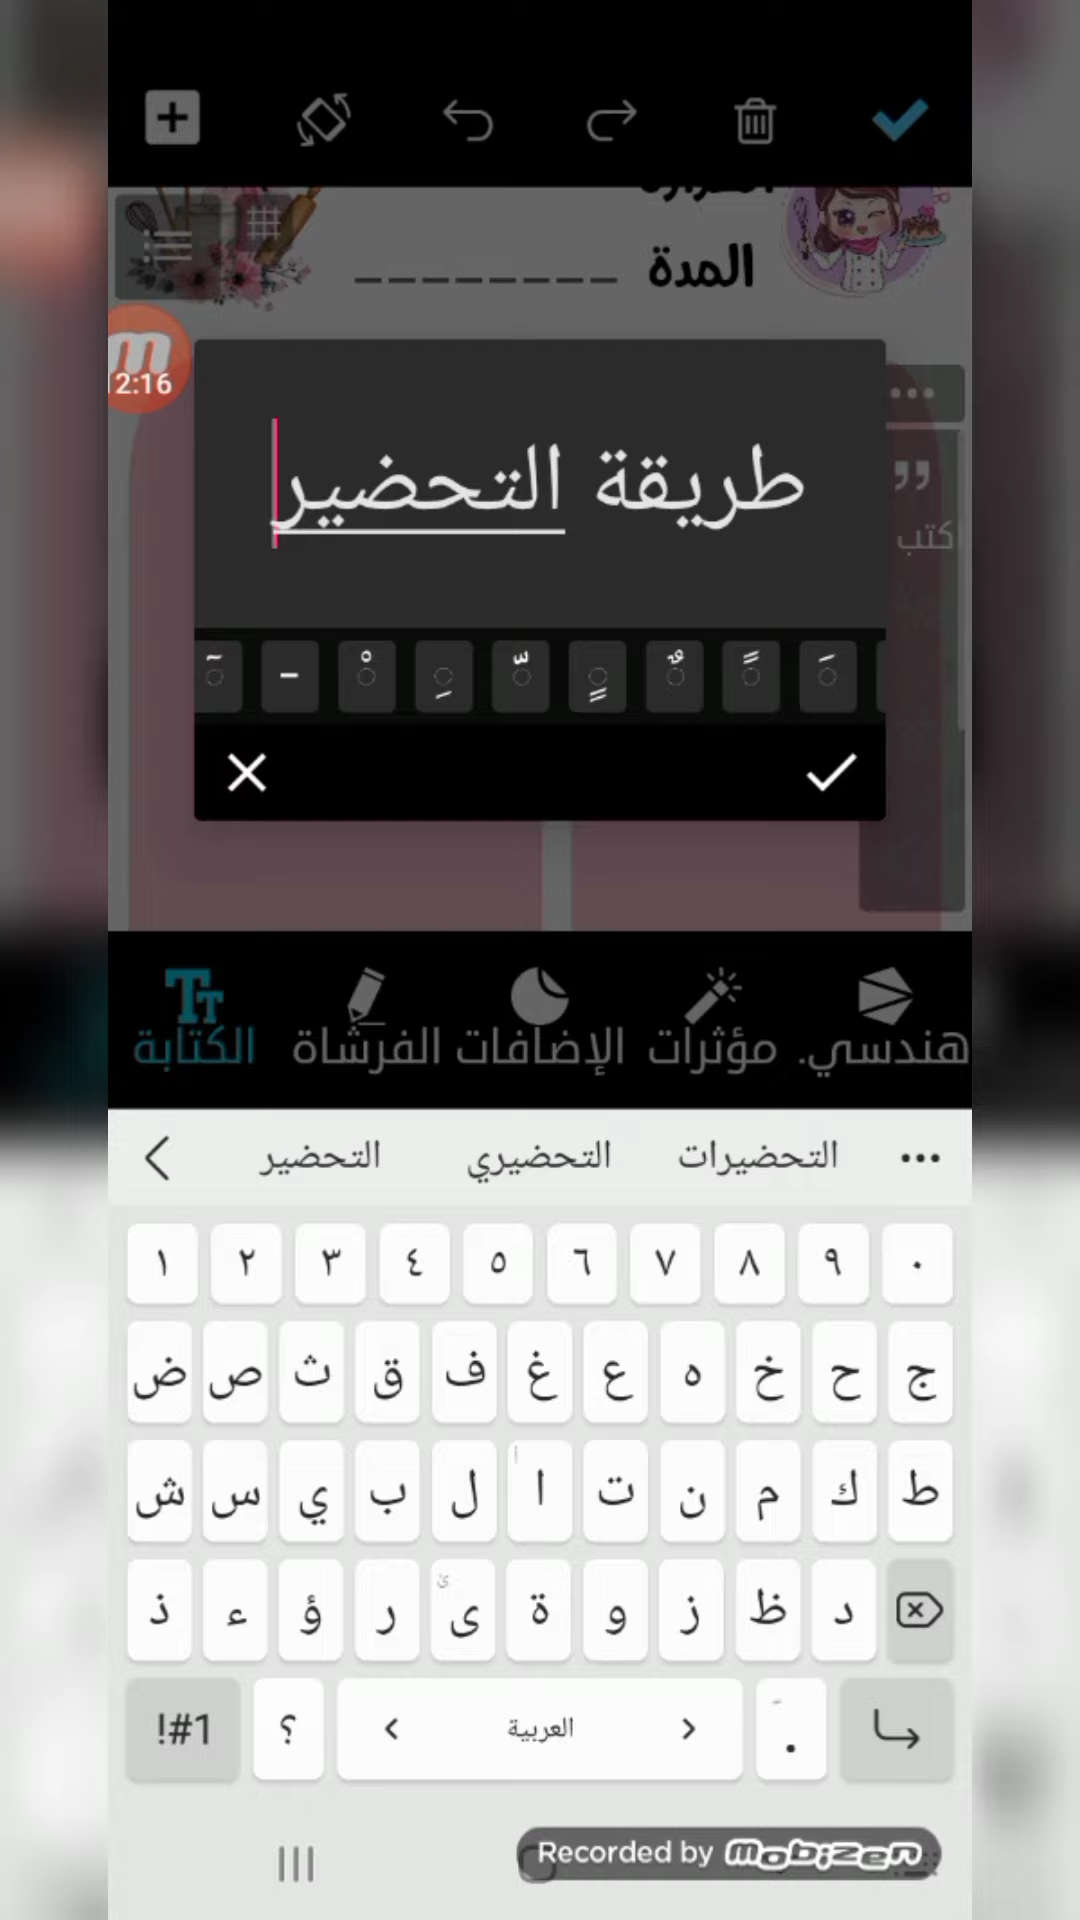 المدة --------
12:16
طريقة التحضير
كتب
الكتابة الفرشاة الإضافات مؤثرات هندسي.
التحضير التحضيري التحضيرات
١ ٢ ٣ ٤ ٥ ٦ ٧ ٨ ٩ ٠
ض ص ث ق ف غ ع ه خ ح ج
ش س ي ب ل ا ت ن م ك ط
ذ ء ؤ ر ى ة و ز ظ د
!#1 ؟ < العربية > .
Recorded by mobizen